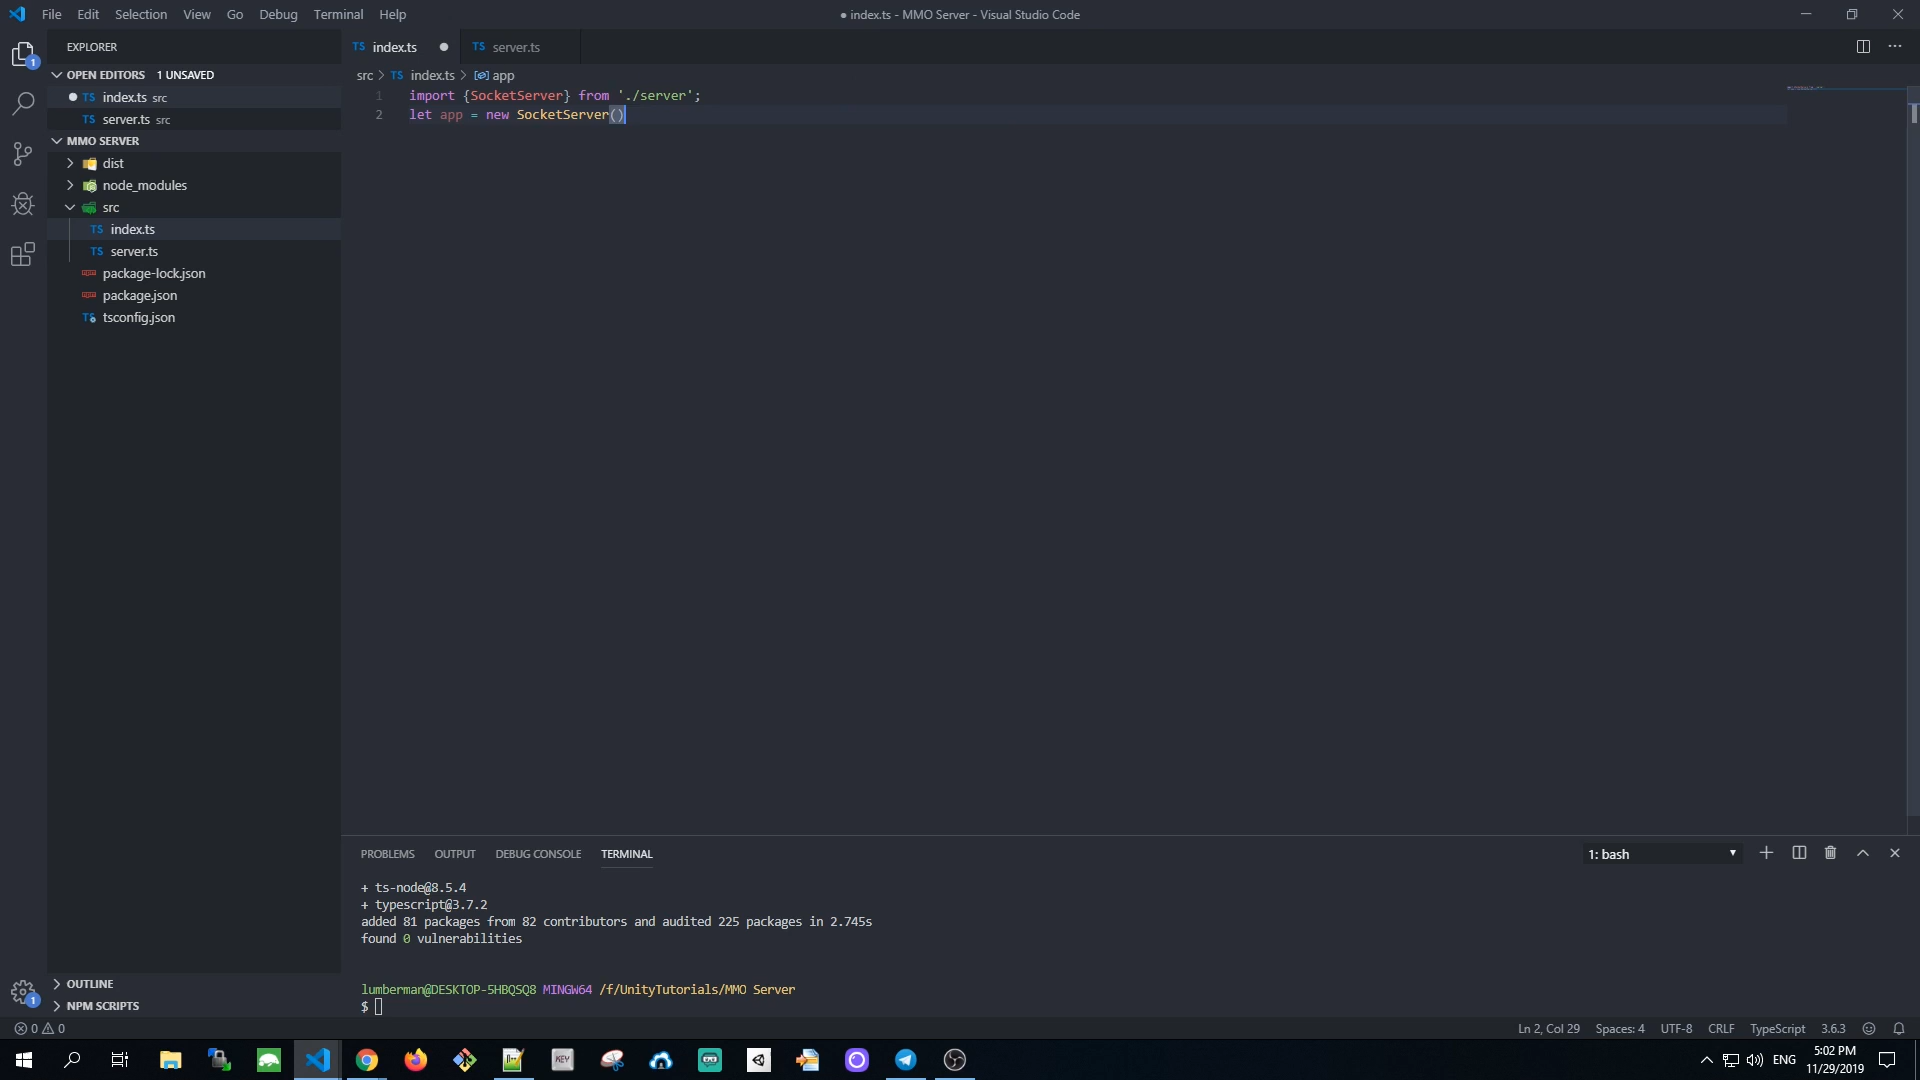 File Edit Selection View Go Debug Terminal Help
● index.ts - MMO Server - Visual Studio Code
EXPLORER
OPEN EDITORS 1 UNSAVED
TS index.ts src
TS server.ts src
MMO SERVER
dist
node_modules
src
TS index.ts
TS server.ts
package-lock.json
package.json
tsconfig.json
OUTLINE
NPM SCRIPTS
1
1
TS index.ts
TS server.ts
src > TS index.ts > app
1 import {SocketServer} from './server';
2 let app = new SocketServer()
PROBLEMS OUTPUT DEBUG CONSOLE TERMINAL
1: bash
+ ts-node@8.5.4
+ typescript@3.7.2
added 81 packages from 82 contributors and audited 225 packages in 2.745s
found 0 vulnerabilities
lumberman@DESKTOP-5HBQSQ8 MINGW64 /f/UnityTutorials/MMO Server
$
0 0
Ln 2, Col 29 Spaces: 4 UTF-8 CRLF TypeScript 3.6.3
KEY
ENG
5:02 PM
11/29/2019